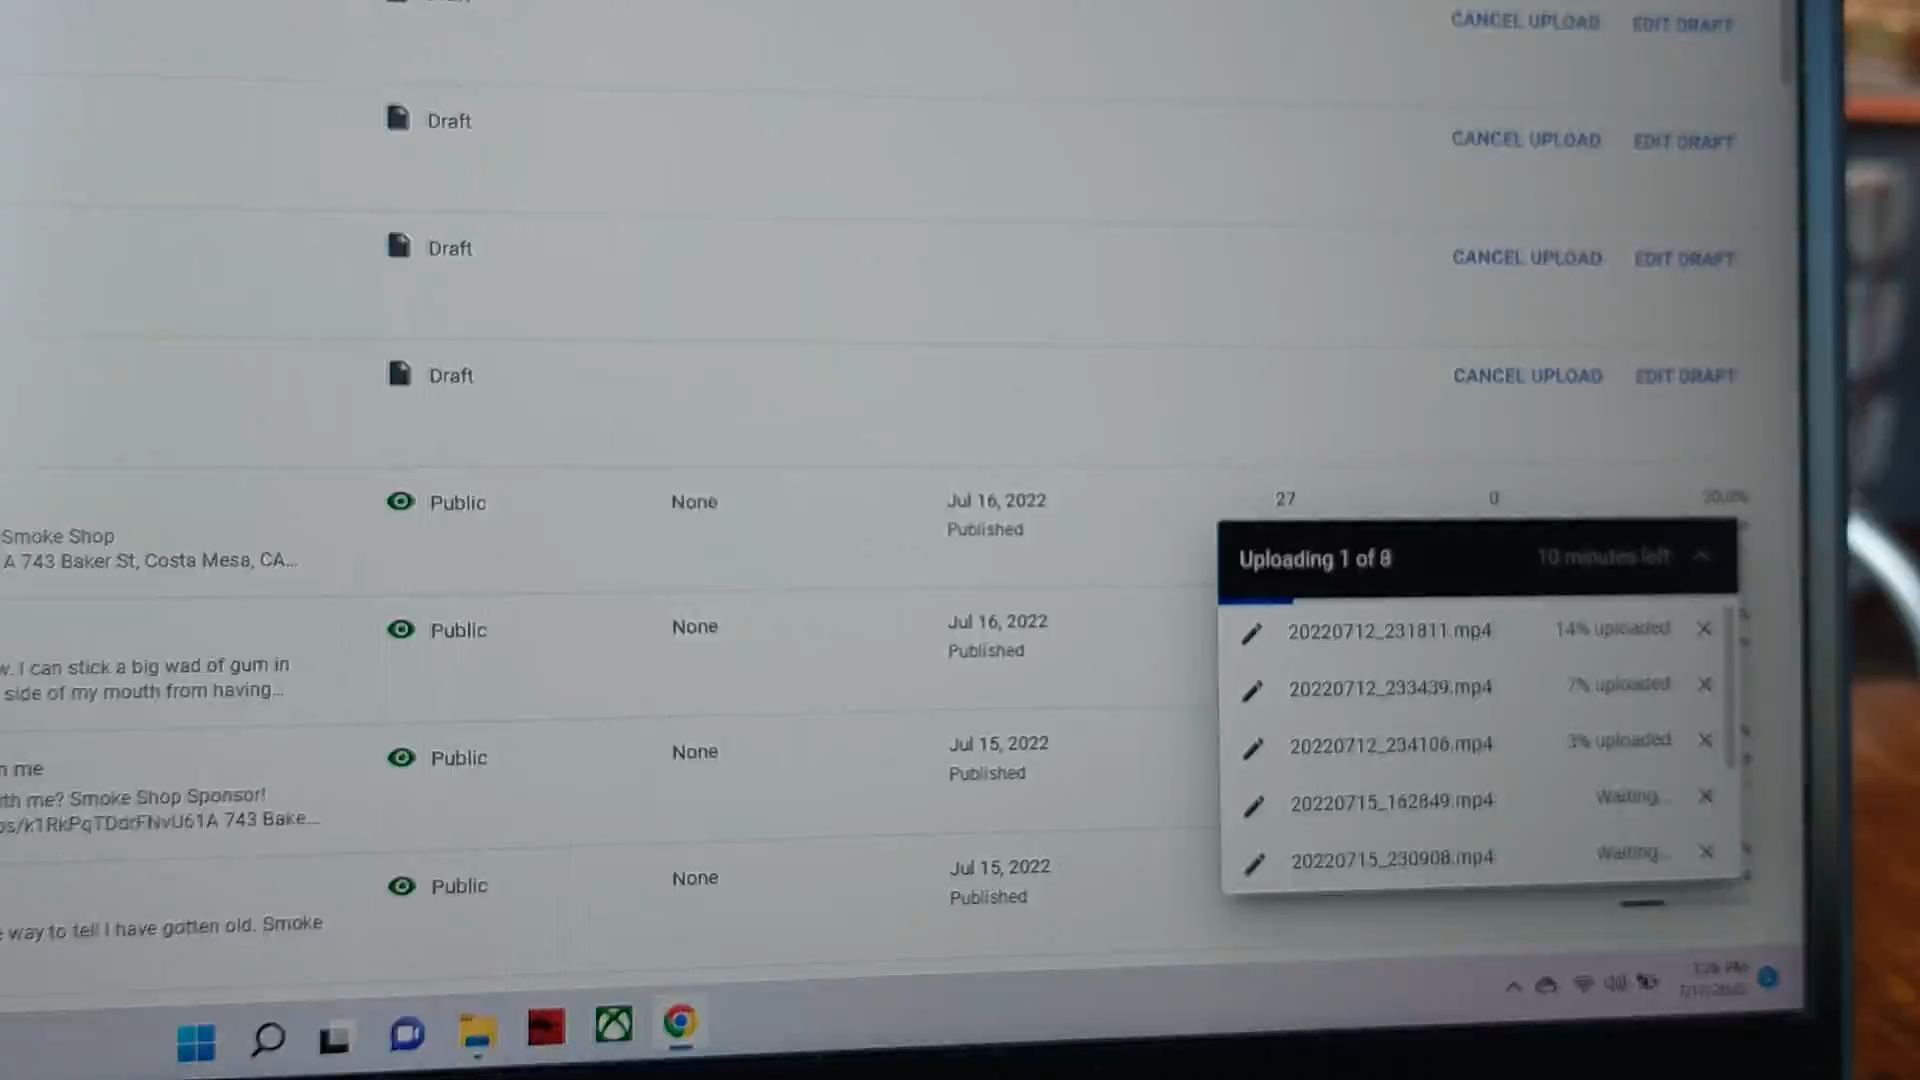 CANCEL UPLOAD EDIT DRAFT
Draft CANCEL UPLOAD EDIT DRAFT
Draft CANCEL UPLOAD EDIT DRAFT
Draft CANCEL UPLOAD EDIT DRAFT
Public None Jul 16, 2022 27 0
Published
Smoke Shop
A 743 Baker St, Costa Mesa, CA...
Public None Jul 16, 2022
Published
w. I can stick a big wad of gum in
side of my mouth from having...
Public None Jul 15, 2022
Published
n me
ith me? Smoke Shop Sponsor!
743 Bake...
Public None Jul 15, 2022
Published
way to tell I have gotten old. Smoke
Uploading 1 of 8 10 minutes left
20220712_231811.mp4 14% uploaded
20220712_233439.mp4 7% uploaded
20220712_234106.mp4 3% uploaded
20220715_162849.mp4 Waiting...
20220715_230908.mp4 Waiting...